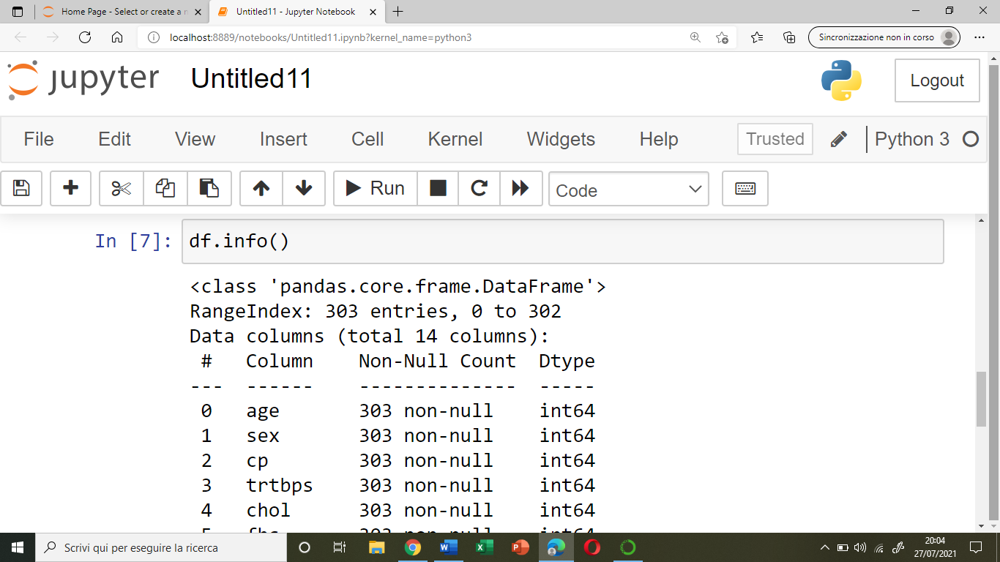 Home Page - Select or create a n
Untitled11 - Jupyter Notebook
localhost:8889/notebooks/Untitled11.ipynb?kernel_name=python3
Sincronizzazione non in corso
jupyter Untitled11
Logout
File Edit View Insert Cell Kernel Widgets Help Trusted Python 3
Run Code
In [7]: df.info()
<class 'pandas.core.frame.DataFrame'>
RangeIndex: 303 entries, 0 to 302
Data columns (total 14 columns):
# Column Non-Null Count Dtype
--- ------ -------------- -----
0 age 303 non-null int64
1 sex 303 non-null int64
2 cp 303 non-null int64
3 trtbps 303 non-null int64
4 chol 303 non-null int64
Scrivi qui per eseguire la ricerca
20:04
27/07/2021